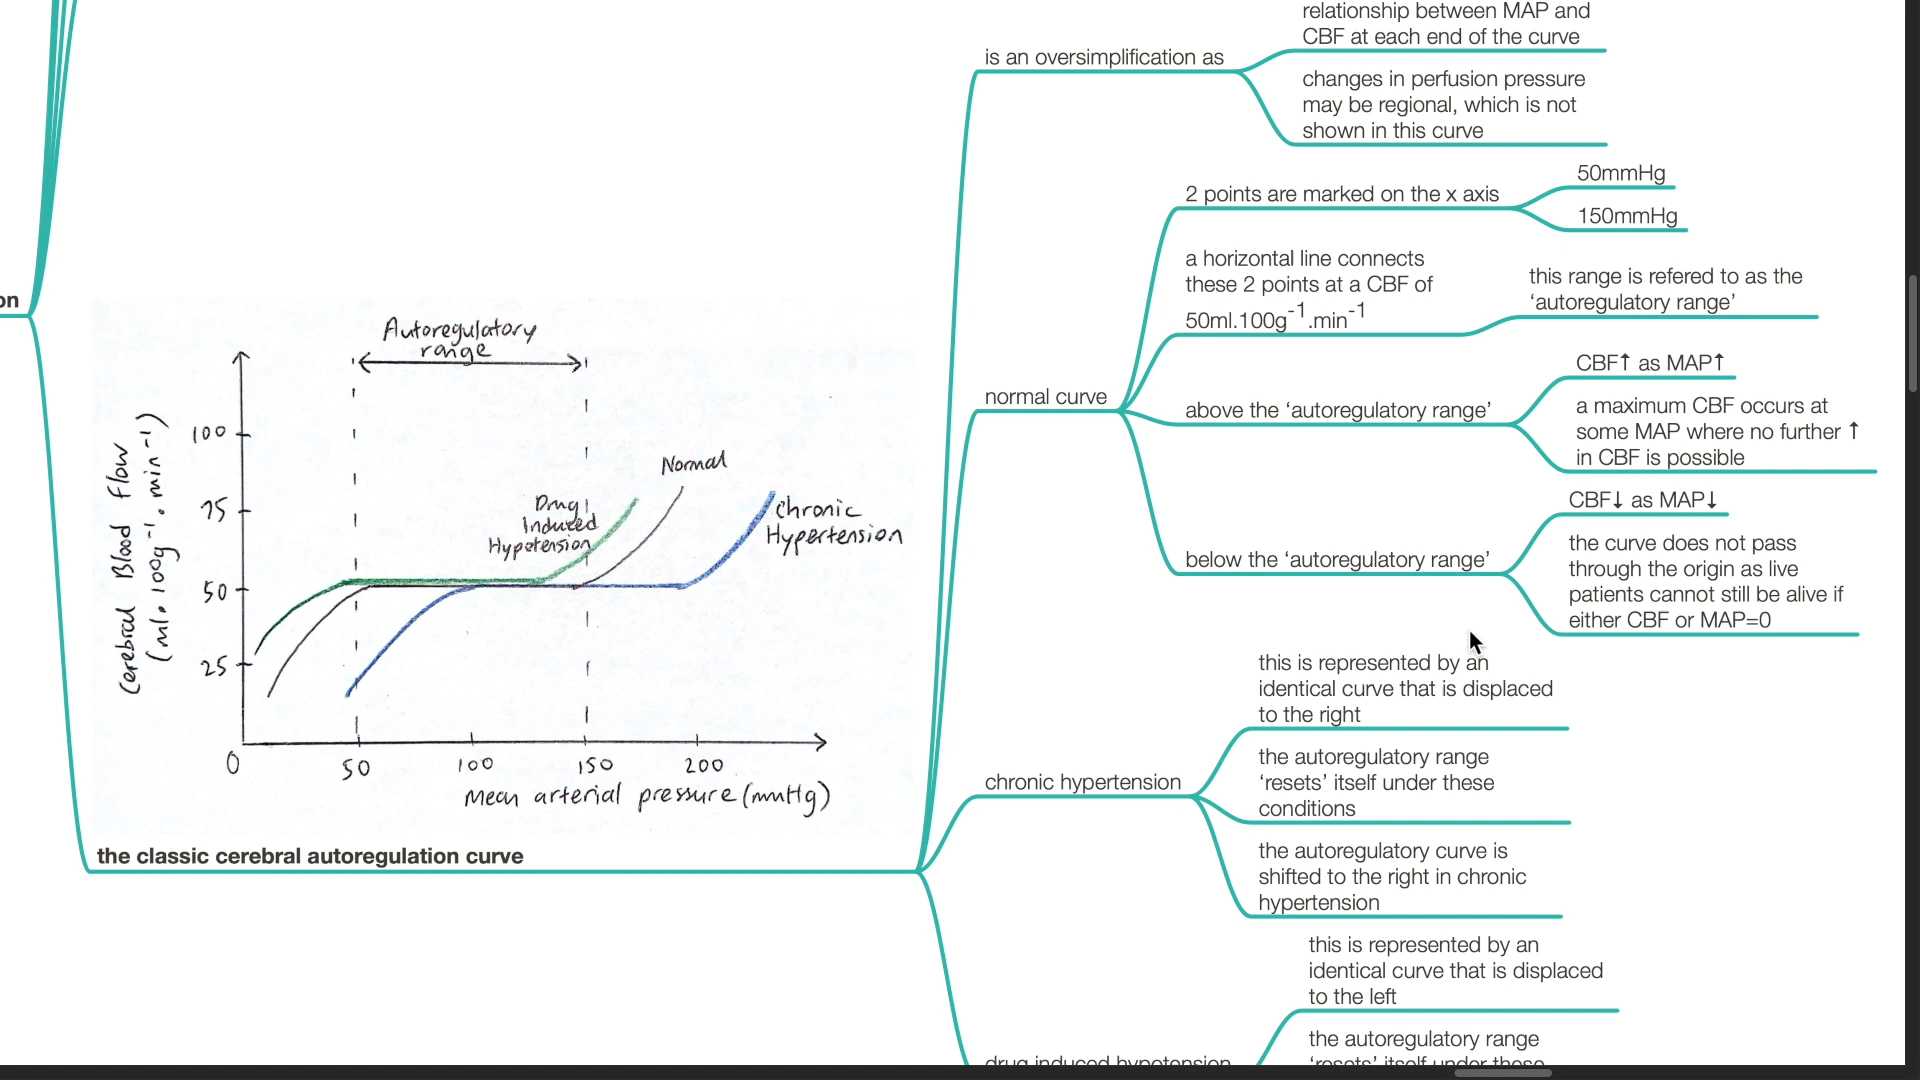 on
Autoregulatory
range
Cerebral Blood Flow
(ml.100g⁻¹.min⁻¹)
100
75
50
25
0
50
100
150
200
Mean arterial pressure (mmHg)
Drug
Induced
Hypotension
Normal
Chronic
Hypertension
the classic cerebral autoregulation curve
is an oversimplification as
relationship between MAP and
CBF at each end of the curve
changes in perfusion pressure
may be regional, which is not
shown in this curve
normal curve
2 points are marked on the x axis
50mmHg
150mmHg
a horizontal line connects
these 2 points at a CBF of
50ml.100g⁻¹.min⁻¹
this range is refered to as the
‘autoregulatory range’
above the ‘autoregulatory range’
CBF↑ as MAP↑
a maximum CBF occurs at
some MAP where no further ↑
in CBF is possible
below the ‘autoregulatory range’
CBF↓ as MAP↓
the curve does not pass
through the origin as live
patients cannot still be alive if
either CBF or MAP=0
chronic hypertension
this is represented by an
identical curve that is displaced
to the right
the autoregulatory range
‘resets’ itself under these
conditions
the autoregulatory curve is
shifted to the right in chronic
hypertension
drug induced hypotension
this is represented by an
identical curve that is displaced
to the left
the autoregulatory range
‘resets’ itself under these